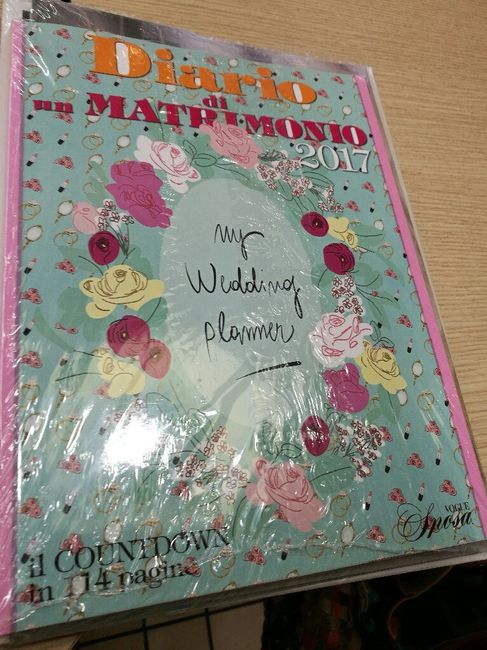 Diario
di
un MATRIMONIO
2017
my
Wedding
planner
VOGUE
Sposa
il COUNTDOWN
in 114 pagine